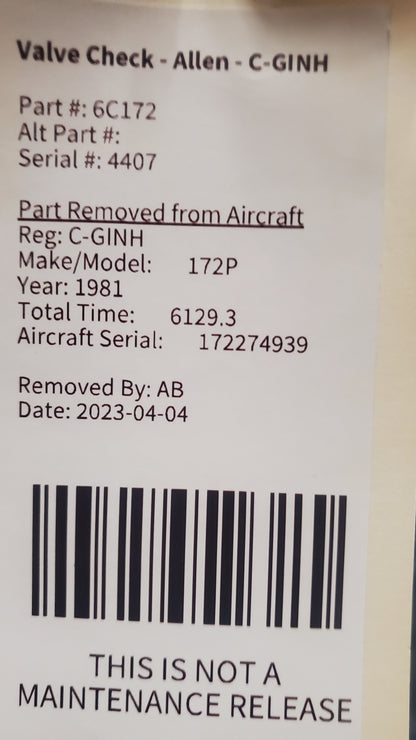 Valve Check - Allen - C-GINH
Part #: 6C172
Alt Part #:
Serial #: 4407
Part Removed from Aircraft
Reg: C-GINH
Make/Model: 172P
Year: 1981
Total Time: 6129.3
Aircraft Serial: 172274939
Removed By: AB
Date: 2023-04-04
THIS IS NOT A
MAINTENANCE RELEASE